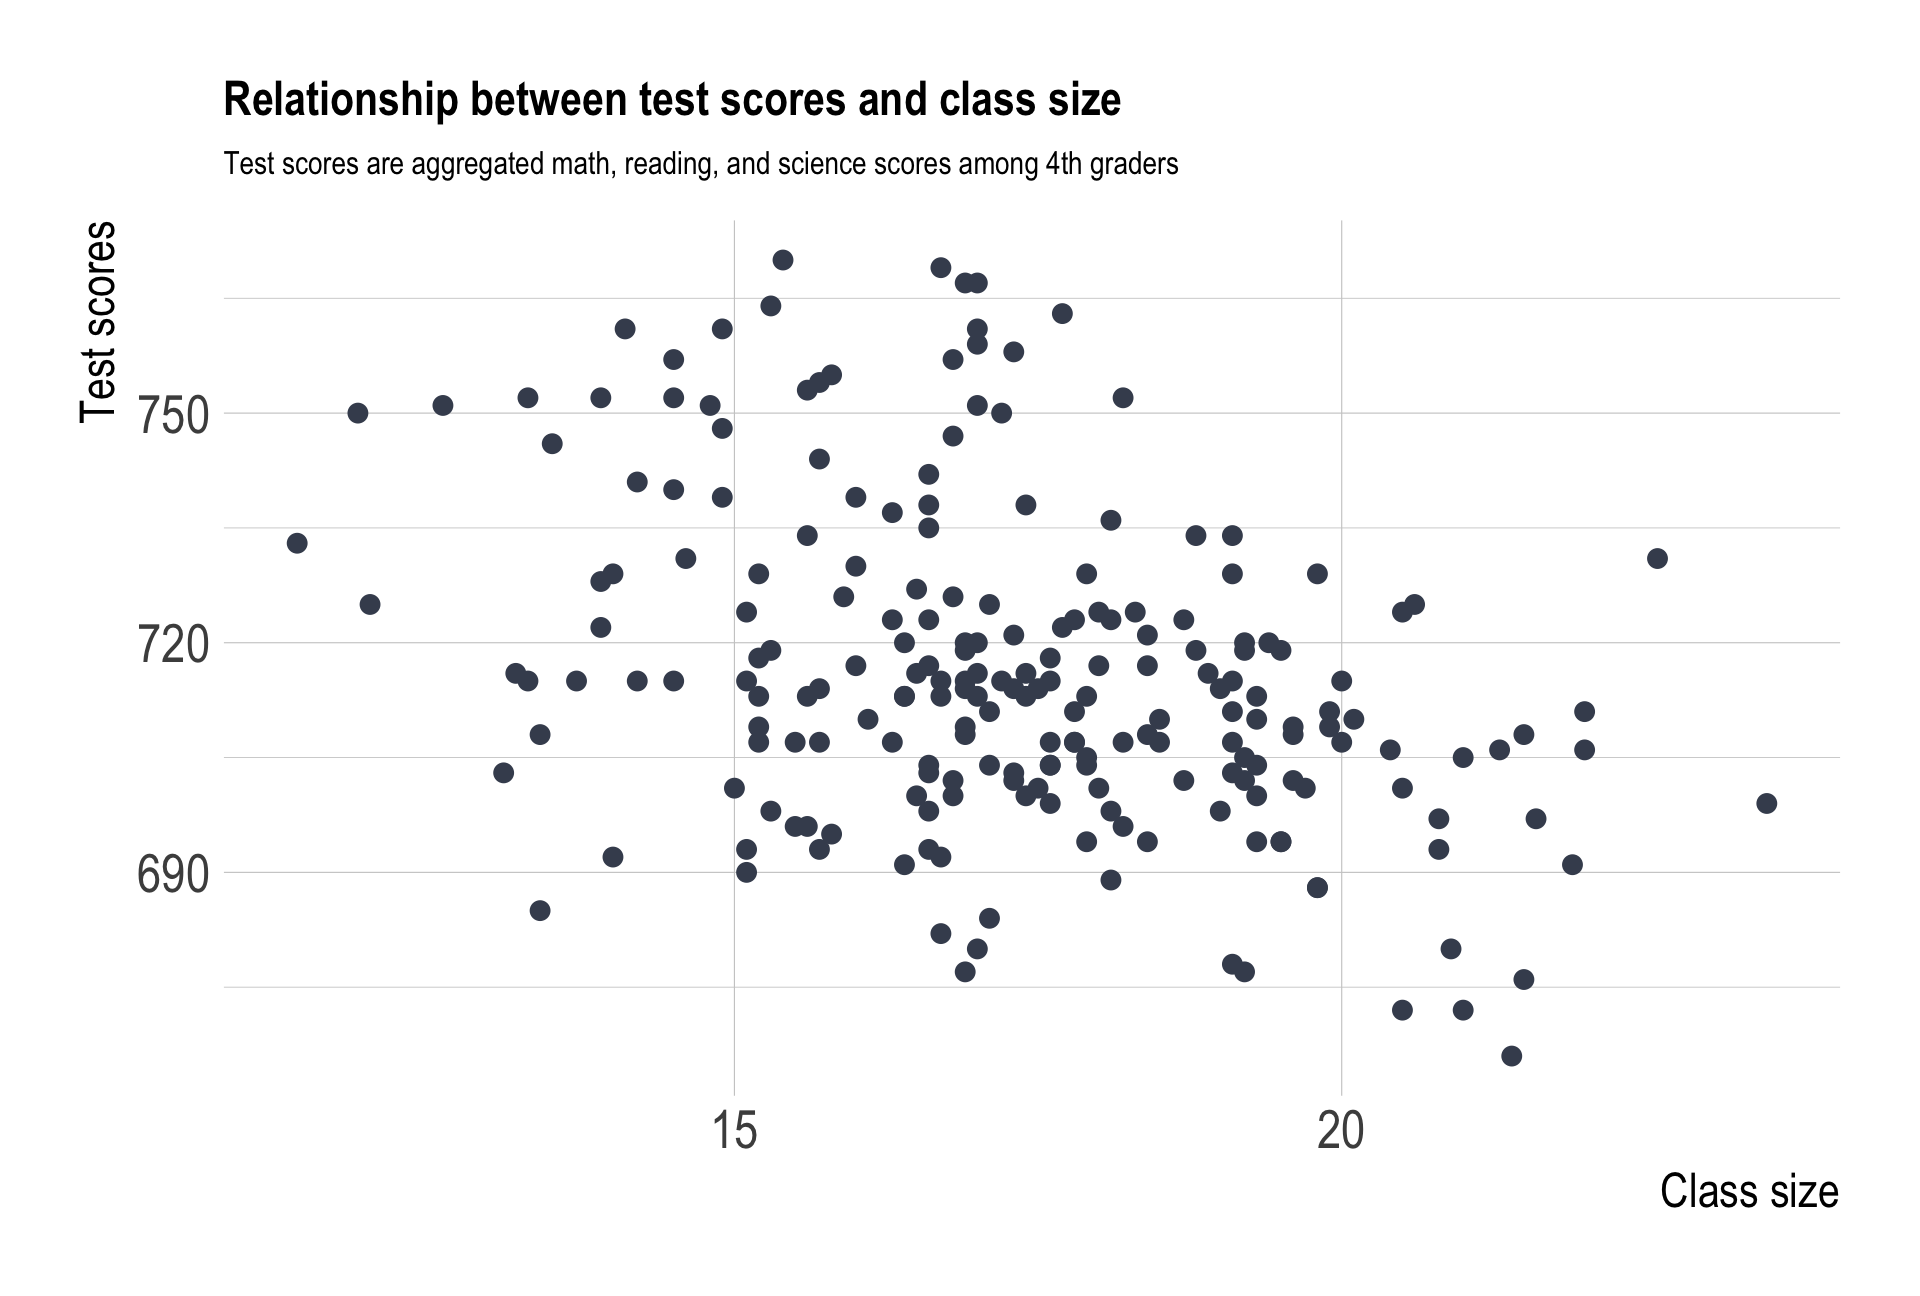 Relationship between test scores and class size
Test scores are aggregated math, reading, and science scores among 4th graders
Test scores
750
720
690
15
20
Class size